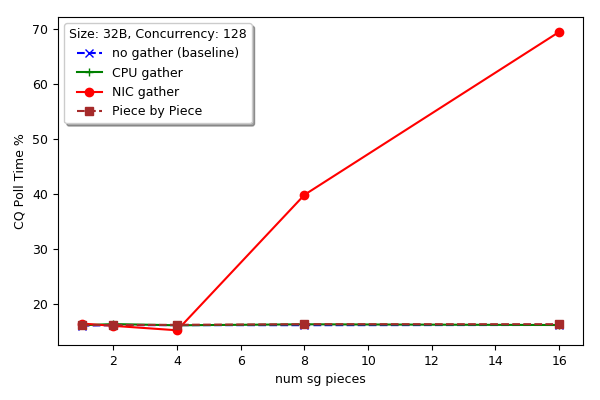 Size: 32B, Concurrency: 128
no gather (baseline)
CPU gather
NIC gather
Piece by Piece
CQ Poll Time %
70
60
50
40
30
20
2 4 6 8 10 12 14 16
num sg pieces